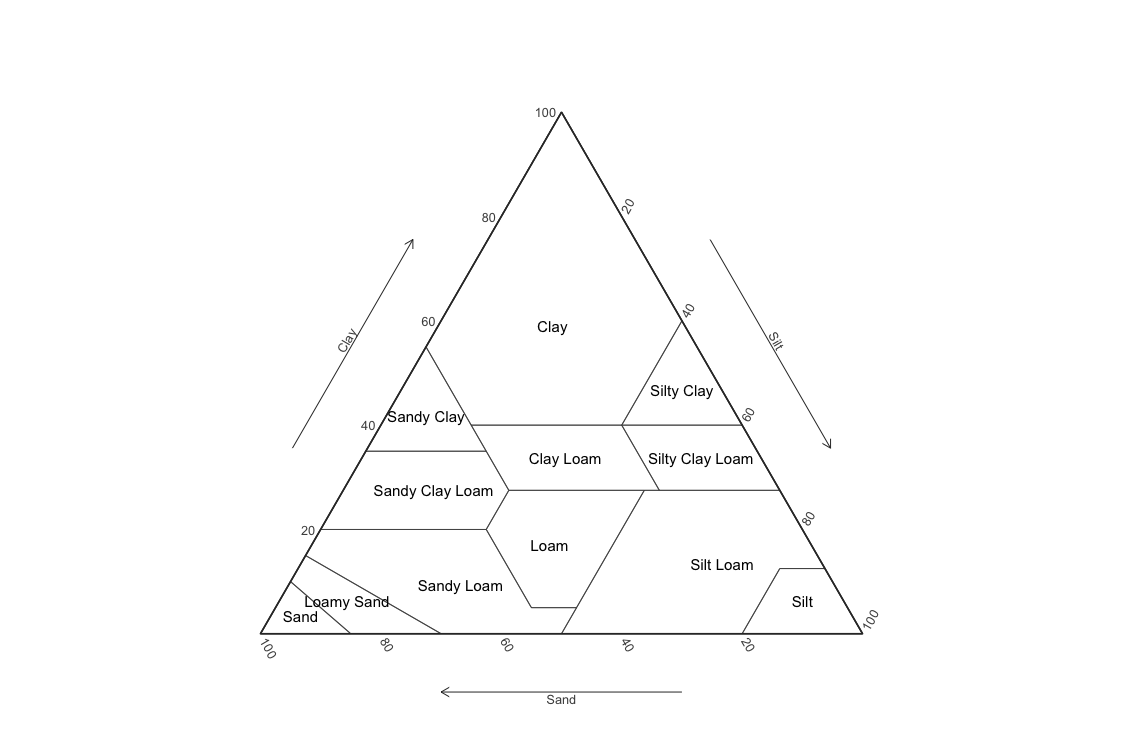 100
80
20
60
40
Clay
Clay
Silt
Silty Clay
Sandy Clay
40
60
Clay Loam
Silty Clay Loam
Sandy Clay Loam
20
80
Loam
Silt Loam
Sandy Loam
Loamy Sand
Silt
Sand
100
100
80
60
40
20
Sand